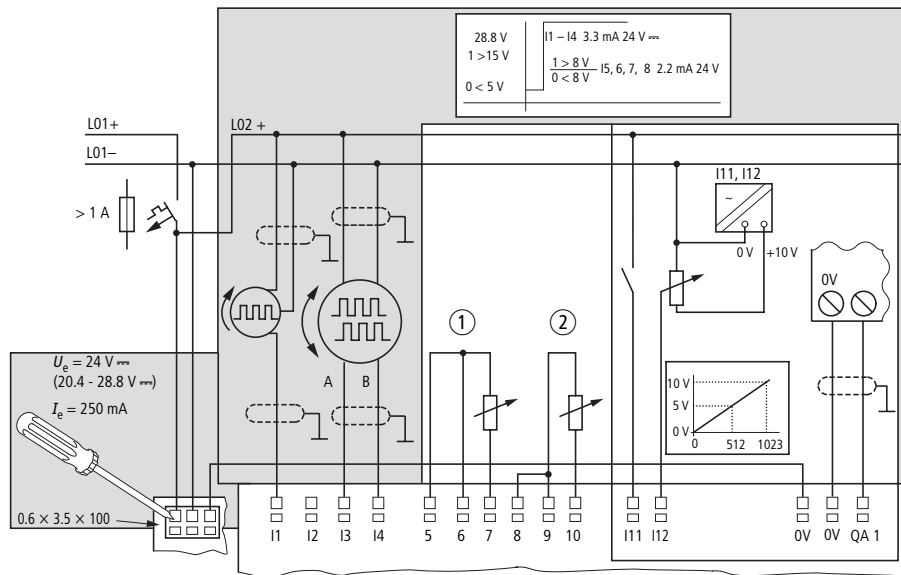 28.8 V
1 >15 V
0 < 5 V
I1 – I4 3.3 mA 24 V ⎓
1 > 8 V
0 < 8 V
I5, 6, 7, 8 2.2 mA 24 V
L01+
L02 +
L01–
> 1 A
I11, I12
~
0 V
+10 V
0V
1
2
A
B
Ue = 24 V ⎓
(20.4 - 28.8 V ⎓)
Ie = 250 mA
10 V
5 V
0 V
0
512
1023
0.6 × 3.5 × 100
I1
I2
I3
I4
5
6
7
8
9
10
I11
I12
0V
0V
QA 1